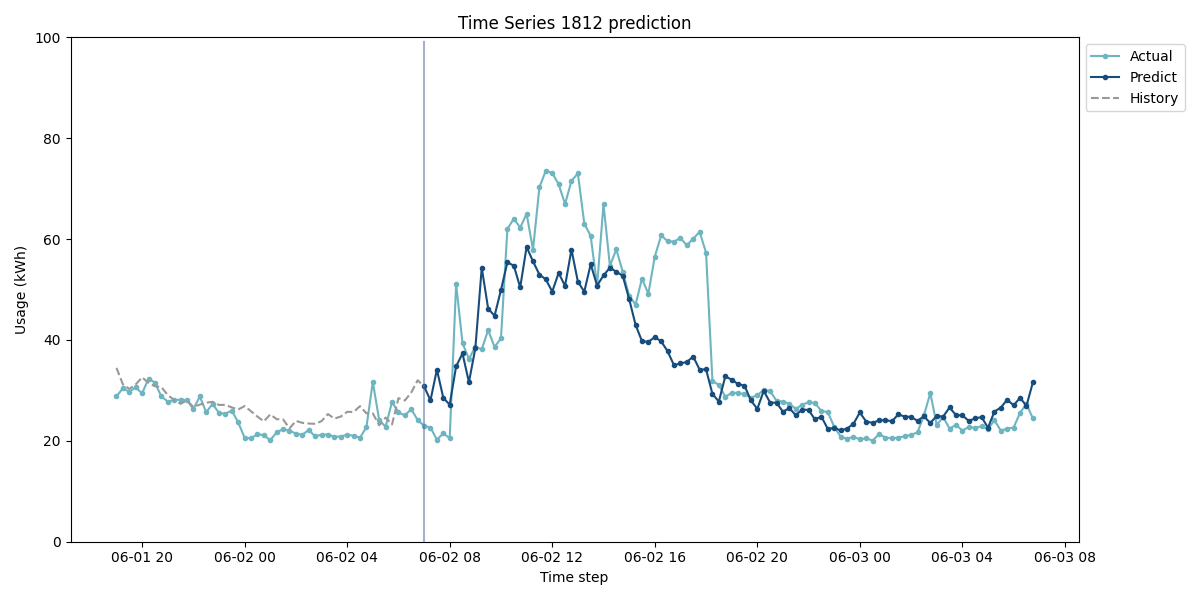 Time Series 1812 prediction
100
80
60
40
20
0
Usage (kWh)
06-01 20
06-02 00
06-02 04
06-02 08
06-02 12
06-02 16
06-02 20
06-03 00
06-03 04
06-03 08
Time step
Actual
Predict
History